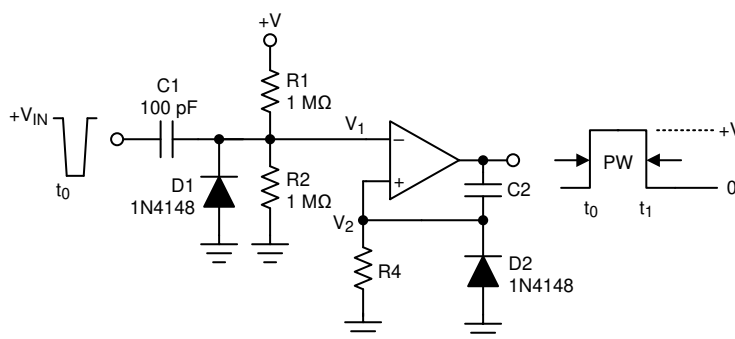 +V
C1
100 pF
R1
1 MΩ
+VIN
t0
V1
−
+
D1
1N4148
R2
1 MΩ
V2
R4
C2
D2
1N4148
PW
+V
0
t0
t1